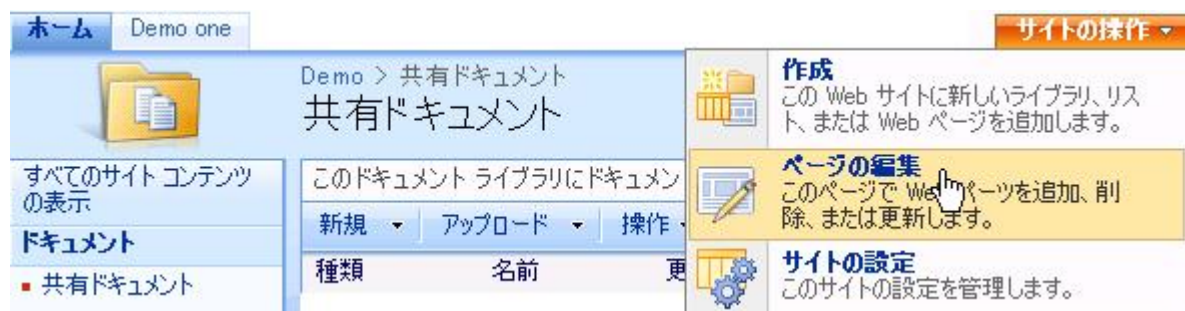 ホーム Demo one サイトの操作
Demo > 共有ドキュメント
共有ドキュメント
すべてのサイト コンテンツ
の表示
ドキュメント
共有ドキュメント
このドキュメント ライブラリにドキュメン
新規 アップロード 操作
種類 名前 更
作成
この Web サイトに新しいライブラリ、リス
ト、または Web ページを追加します。
ページの編集
このページで Web パーツを追加、削
除、または更新します。
サイトの設定
このサイトの設定を管理します。